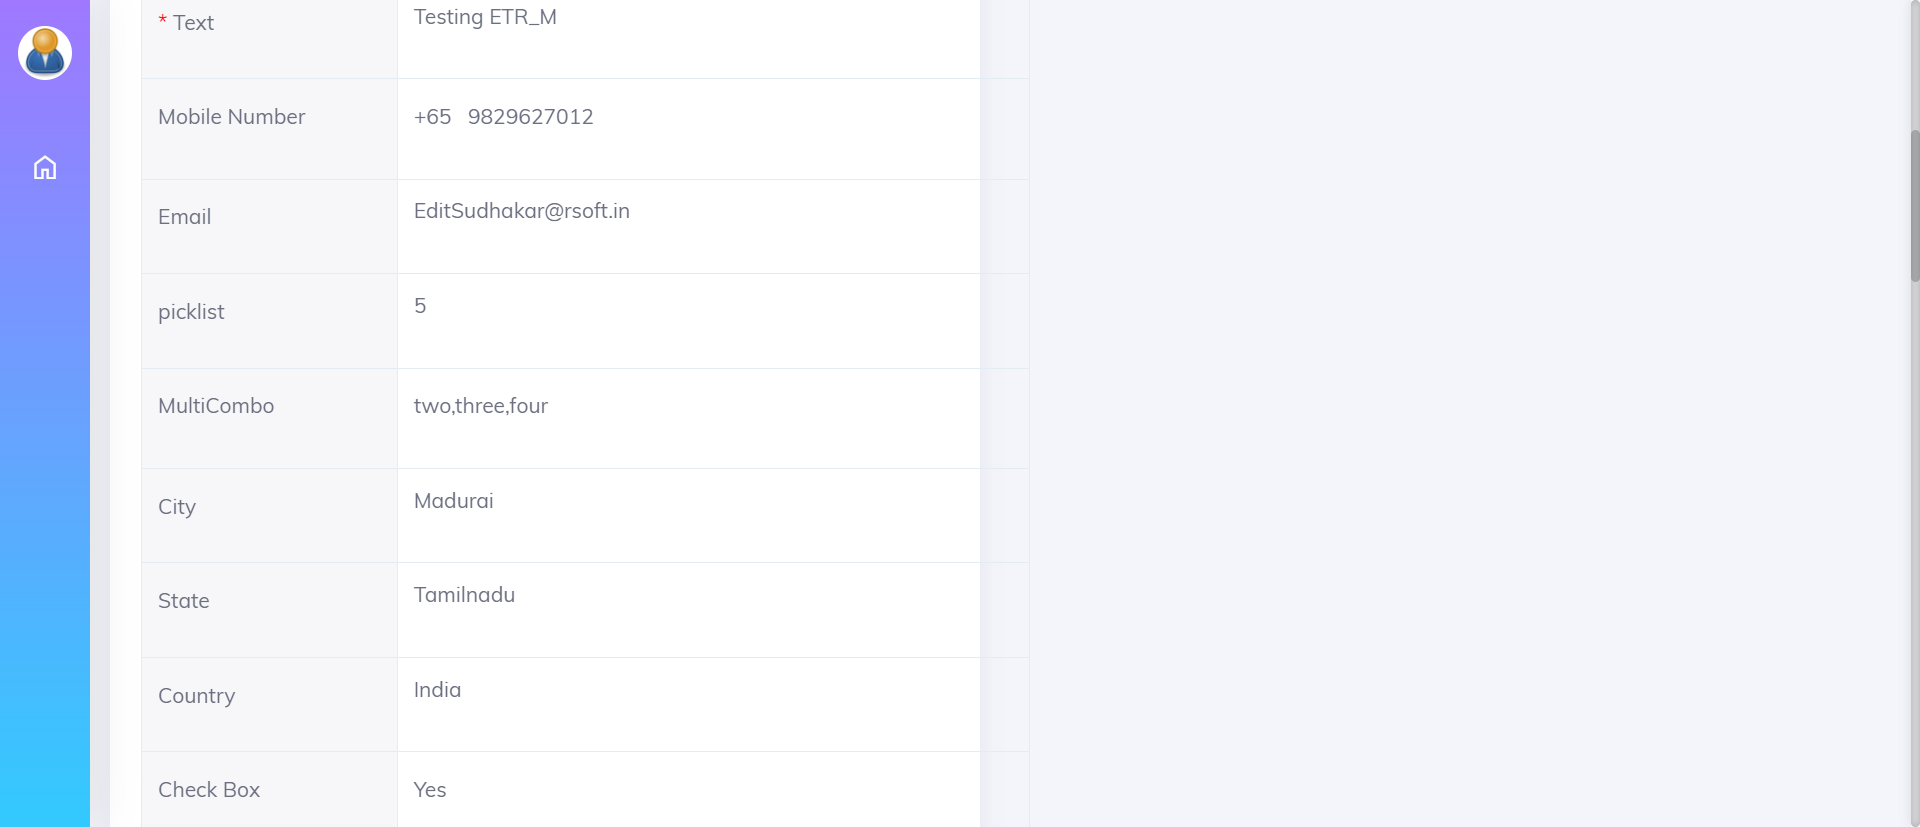 * Text Testing ETR_M
Mobile Number +65 9829627012
Email EditSudhakar@rsoft.in
picklist 5
MultiCombo two,three,four
City Madurai
State Tamilnadu
Country India
Check Box Yes